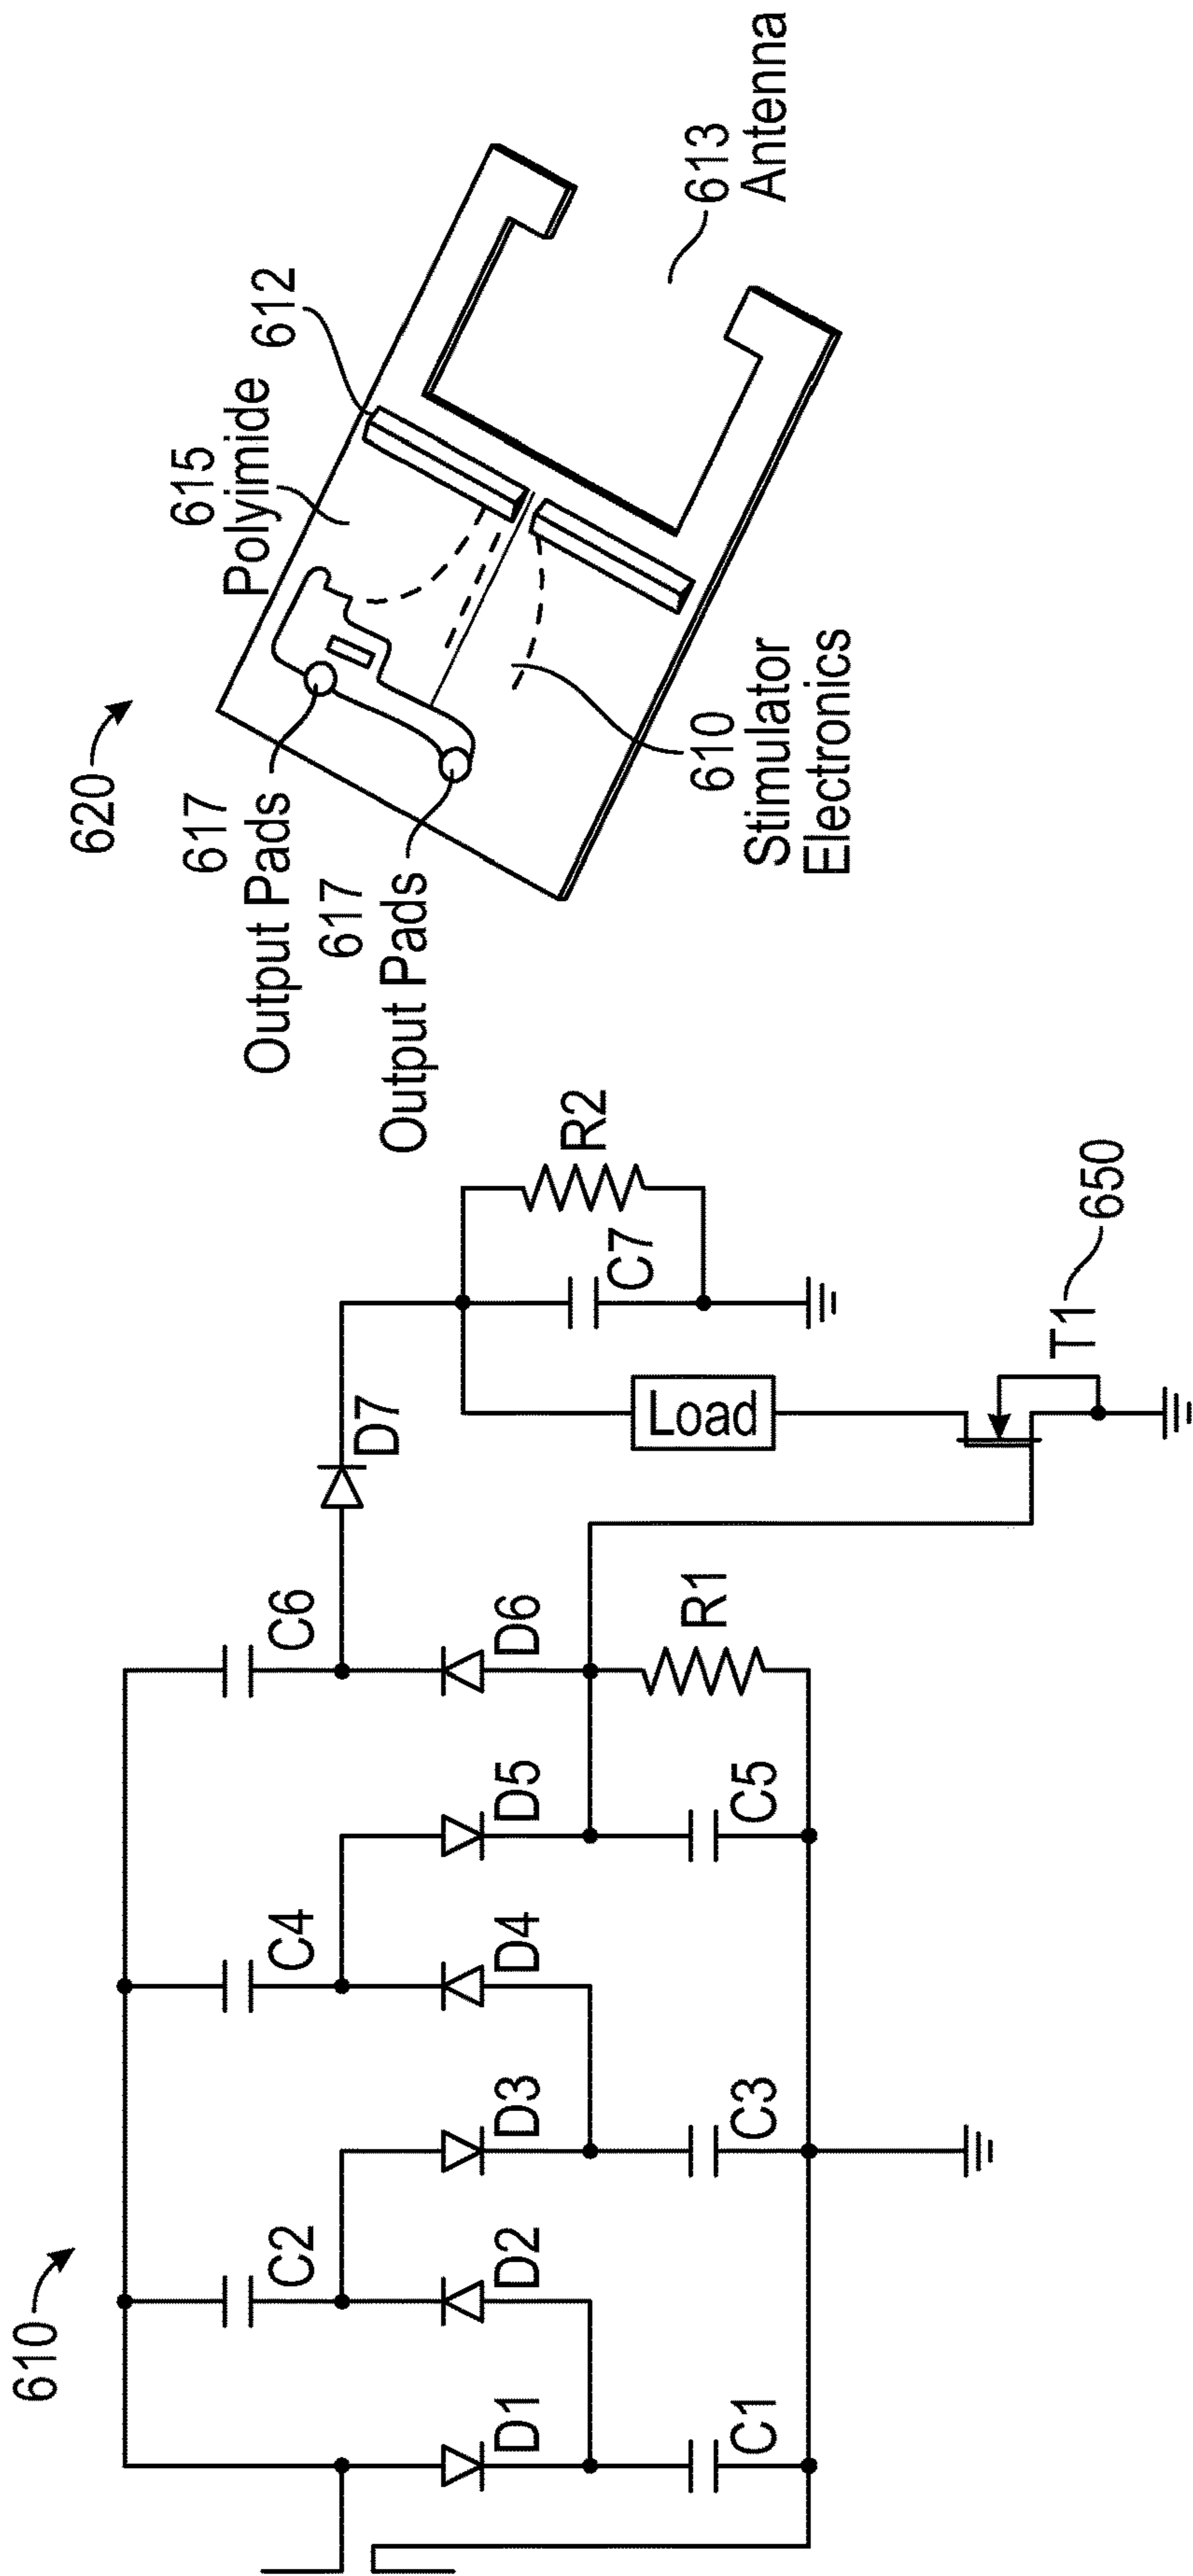 610
C2
C4
C6
D1
D2
D3
D4
D5
D6
D7
C1
C3
C5
R1
C7
R2
Load
T1
650
620
617
Output Pads
617
Output Pads
615
Polyimide
612
613
Antenna
610
Stimulator
Electronics